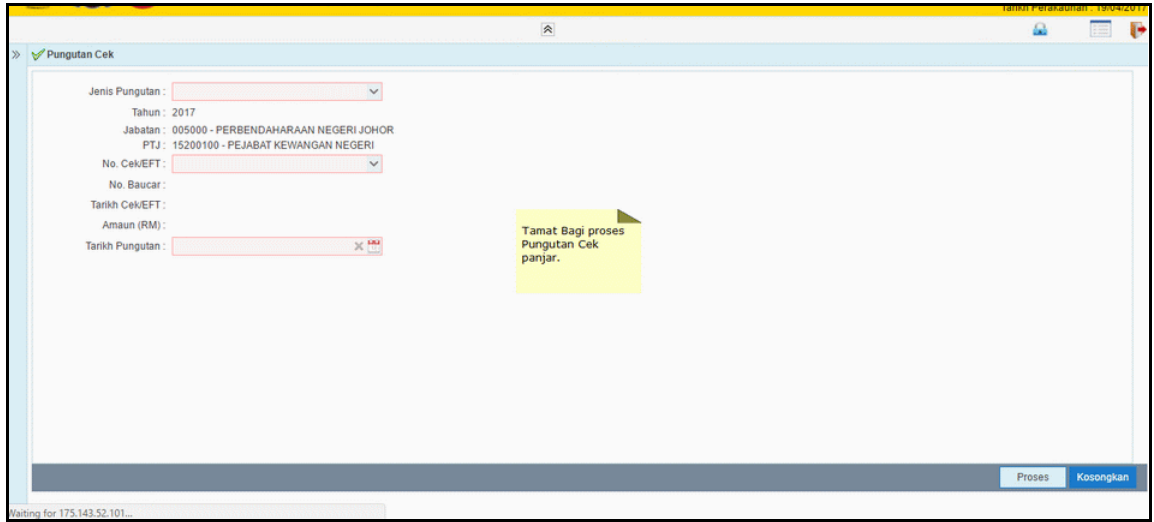 Tarikh Perakaunan : 19/04/2017
Pungutan Cek
Jenis Pungutan :
Tahun : 2017
Jabatan : 005000 - PERBENDAHARAAN NEGERI JOHOR
PTJ : 15200100 - PEJABAT KEWANGAN NEGERI
No. Cek/EFT :
No. Baucar :
Tarikh Cek/EFT :
Amaun (RM) :
Tarikh Pungutan :
Tamat Bagi proses
Pungutan Cek
panjar.
Proses Kosongkan
Waiting for 175.143.52.101...